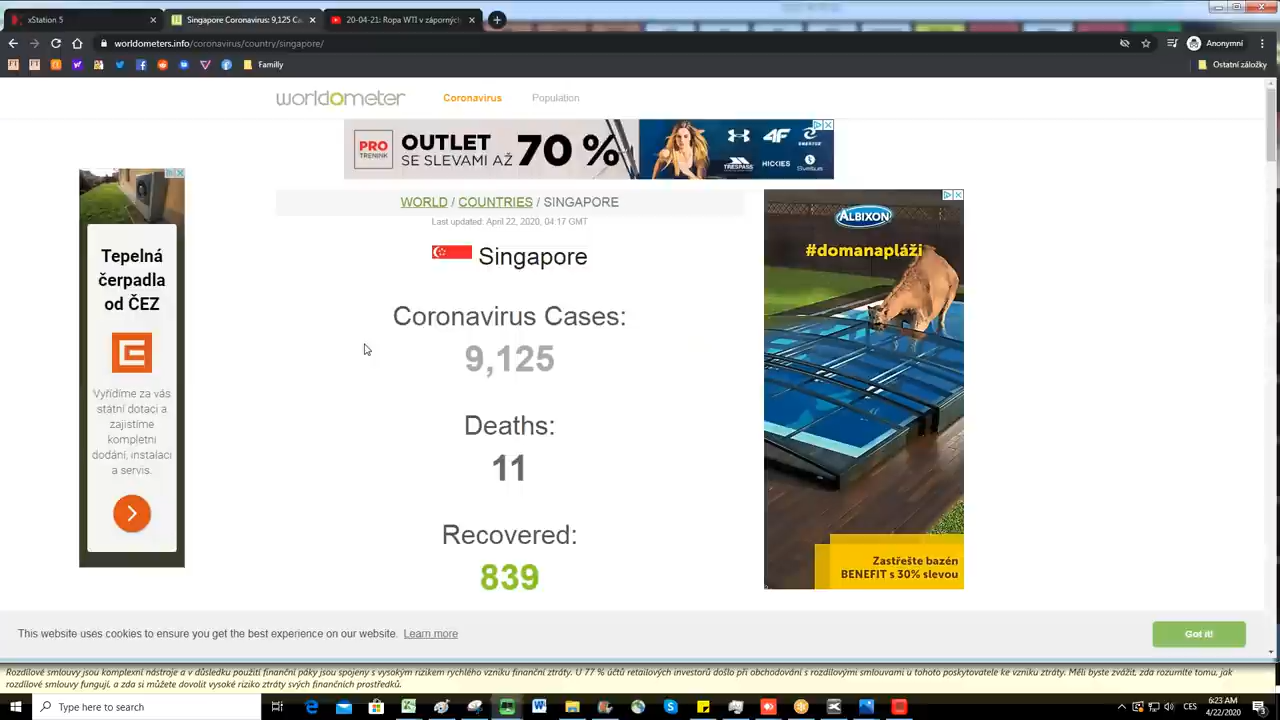 xStation 5
Singapore Coronavirus: 9,125 Ca
20-04-21: Ropa WTI v záporných
worldometers.info/coronavirus/country/singapore/
Anonymní
Familly
Ostatní záložky
worldometer
Coronavirus
Population
PRO TRENINK
OUTLET
SE SLEVAMI AŽ 70 %
4F
TRESPASS
HICKIES
WORLD / COUNTRIES / SINGAPORE
Last updated: April 22, 2020, 04:17 GMT
Singapore
Coronavirus Cases:
9,125
Deaths:
11
Recovered:
839
Tepelná
čerpadla
od ČEZ
Vyřídíme za vás
státní dotaci a
zajistíme
kompletní
dodání, instalaci
a servis.
ALBIXON
#domanapláži
Zastřešte bazén
BENEFIT s 30% slevou
This website uses cookies to ensure you get the best experience on our website. Learn more
Got it!
Rozdílové smlouvy jsou komplexní nástroje a v důsledku použití finanční páky jsou spojeny s vysokým rizikem rychlého vzniku finanční ztráty. U 77 % účtů retailových investorů došlo při obchodování s rozdílovými smlouvami u tohoto poskytovatele ke vzniku ztráty. Měli byste zvážit, zda rozumíte tomu, jak
rozdílové smlouvy fungují, a zda si můžete dovolit vysoké riziko ztráty svých finančních prostředků.
Type here to search
CES
6:23 AM
4/22/2020